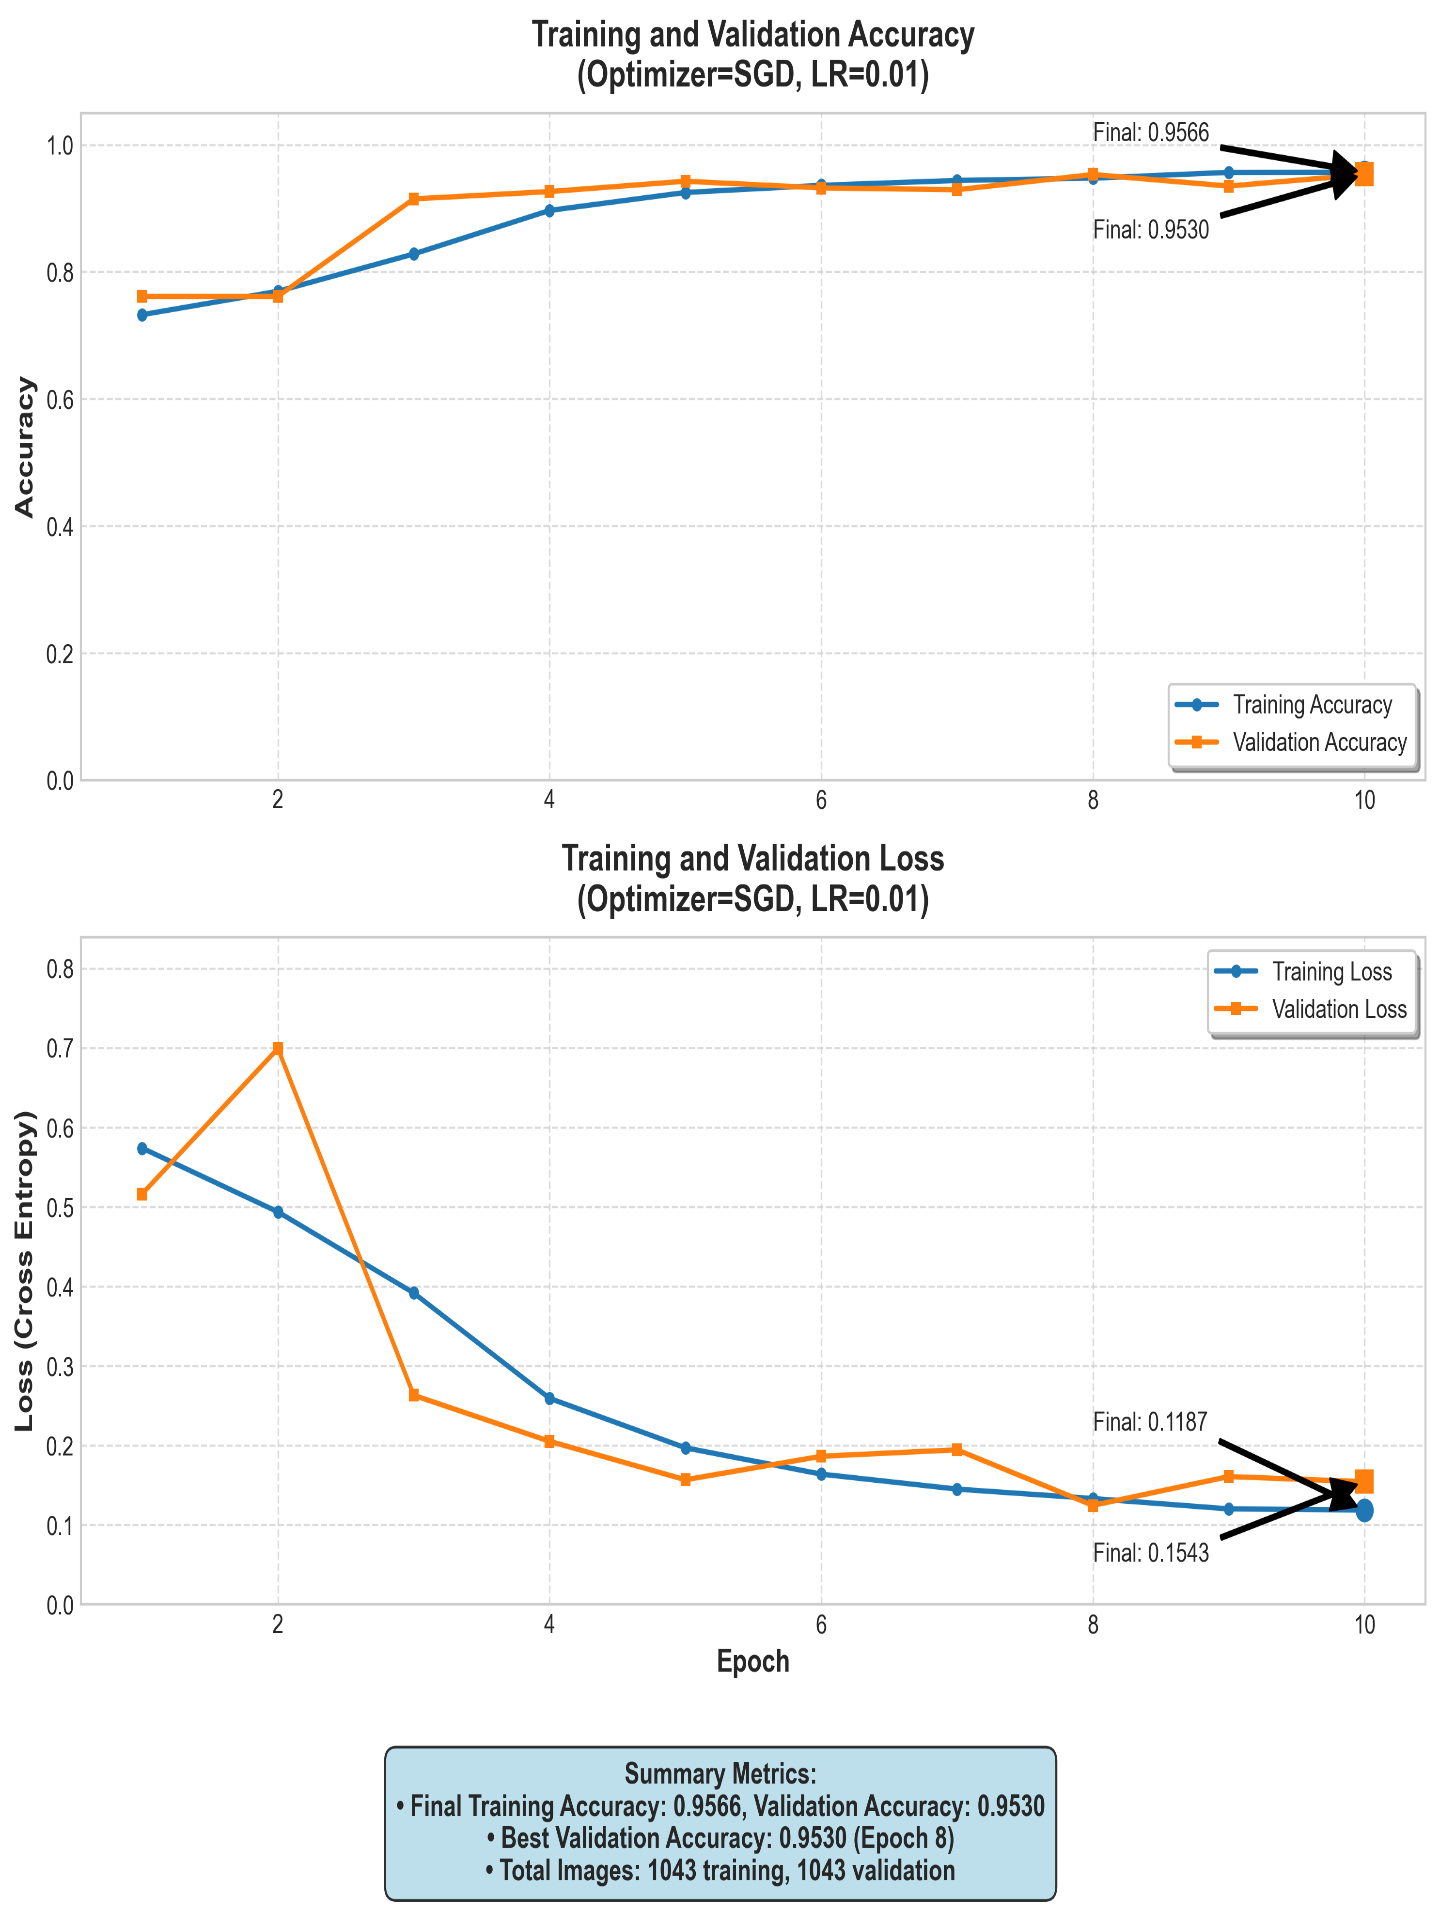 Training and Validation Accuracy
(Optimizer=SGD, LR=0.01)
1.0
0.8
0.6
0.4
0.2
0.0
Accuracy
Final: 0.9566
Final: 0.9530
Training Accuracy
Validation Accuracy
2 4 6 8 10
Training and Validation Loss
(Optimizer=SGD, LR=0.01)
0.8
0.7
0.6
0.5
0.4
0.3
0.2
0.1
0.0
Loss (Cross Entropy)
Training Loss
Validation Loss
Final: 0.1187
Final: 0.1543
2 4 6 8 10
Epoch
Summary Metrics:
• Final Training Accuracy: 0.9566, Validation Accuracy: 0.9530
• Best Validation Accuracy: 0.9530 (Epoch 8)
• Total Images: 1043 training, 1043 validation